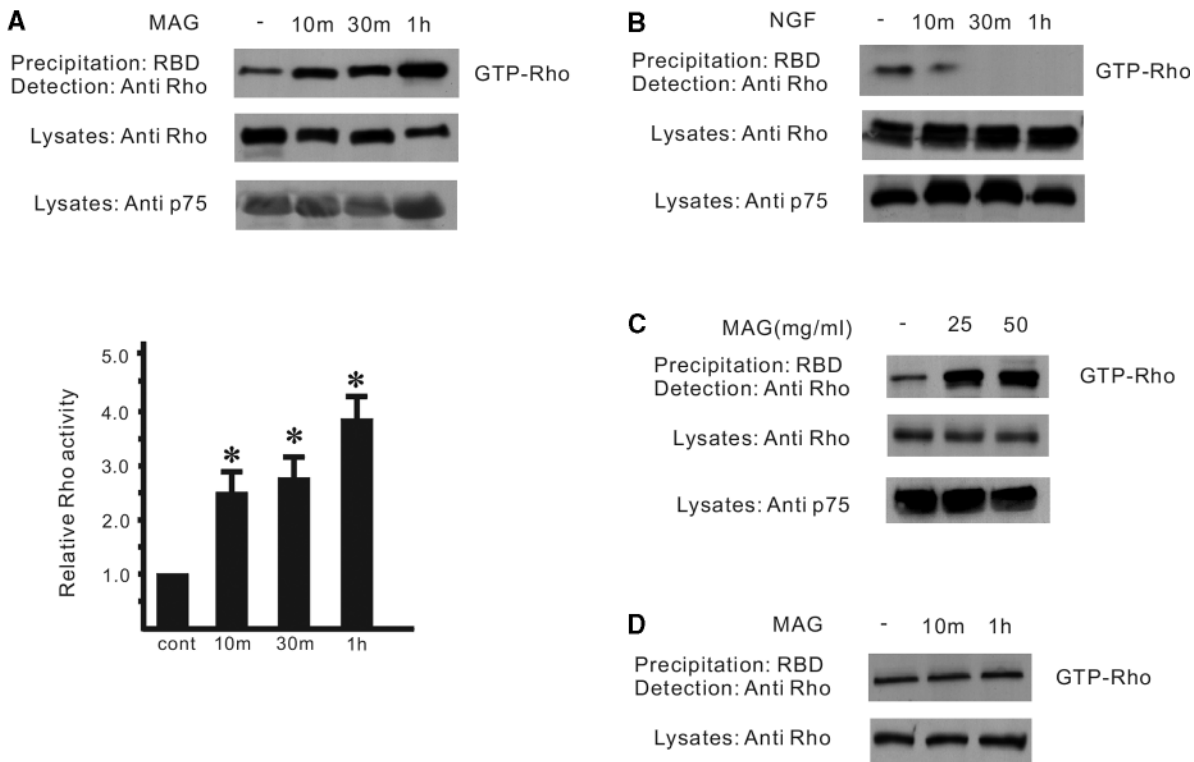 A
MAG - 10m 30m 1h
Precipitation: RBD
Detection: Anti Rho
GTP-Rho
Lysates: Anti Rho
Lysates: Anti p75
Relative Rho activity
5.0
4.0
3.0
2.0
1.0
* * *
cont 10m 30m 1h
B
NGF - 10m 30m 1h
Precipitation: RBD
Detection: Anti Rho
GTP-Rho
Lysates: Anti Rho
Lysates: Anti p75
C
MAG(mg/ml) - 25 50
Precipitation: RBD
Detection: Anti Rho
GTP-Rho
Lysates: Anti Rho
Lysates: Anti p75
D
MAG - 10m 1h
Precipitation: RBD
Detection: Anti Rho
GTP-Rho
Lysates: Anti Rho